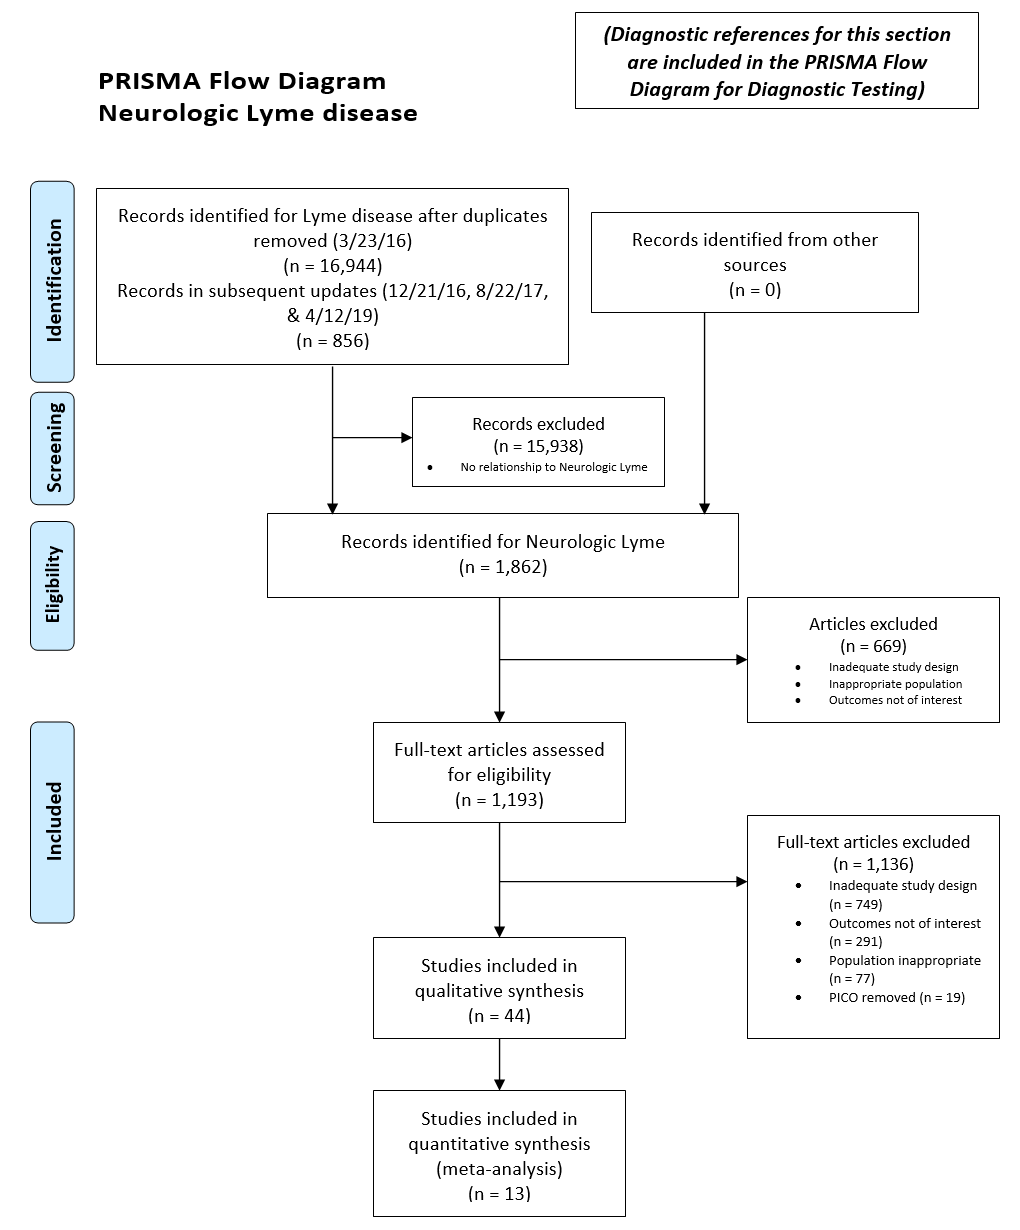 (Diagnostic references for this section
are included in the PRISMA Flow
Diagram for Diagnostic Testing)
PRISMA Flow Diagram
Neurologic Lyme disease
Identification
Records identified for Lyme disease after duplicates
removed (3/23/16)
(n = 16,944)
Records in subsequent updates (12/21/16, 8/22/17,
& 4/12/19)
(n = 856)
Records identified from other
sources
(n = 0)
Screening
Records excluded
(n = 15,938)
• No relationship to Neurologic Lyme
Eligibility
Records identified for Neurologic Lyme
(n = 1,862)
Articles excluded
(n = 669)
• Inadequate study design
• Inappropriate population
• Outcomes not of interest
Included
Full-text articles assessed
for eligibility
(n = 1,193)
Full-text articles excluded
(n = 1,136)
• Inadequate study design
(n = 749)
• Outcomes not of interest
(n = 291)
• Population inappropriate
(n = 77)
• PICO removed (n = 19)
Studies included in
qualitative synthesis
(n = 44)
Studies included in
quantitative synthesis
(meta-analysis)
(n = 13)